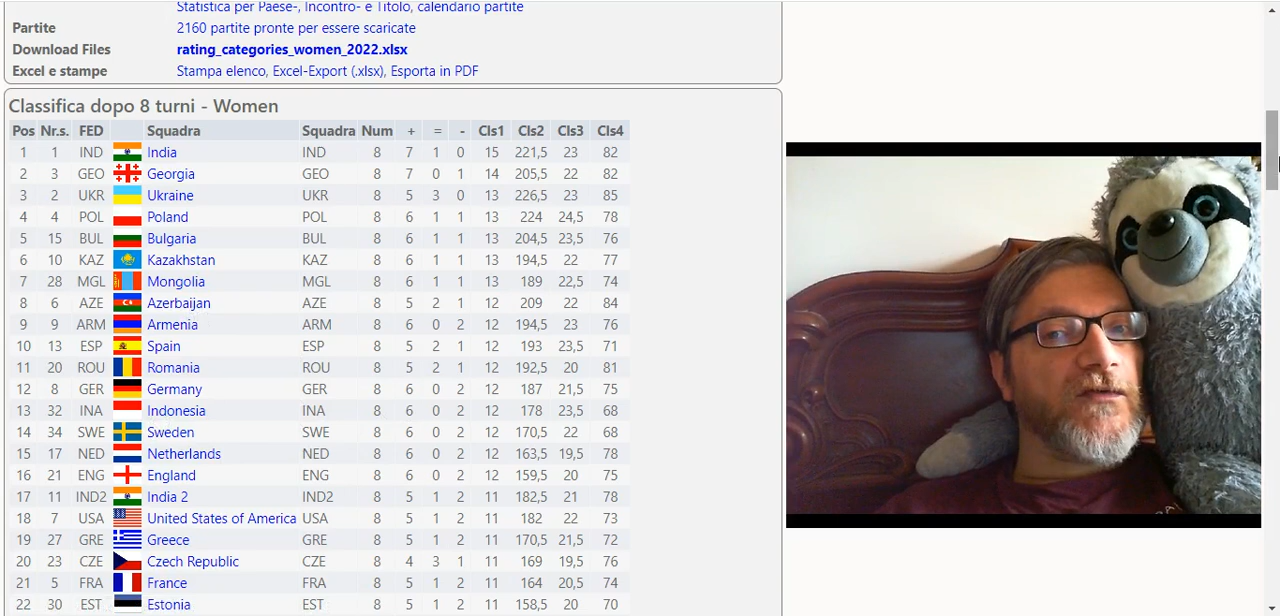 Statistica per Paese-, Incontro- e Titolo, calendario partite
Partite 2160 partite pronte per essere scaricate
Download Files rating_categories_women_2022.xlsx
Excel e stampe Stampa elenco, Excel-Export (.xlsx), Esporta in PDF
Classifica dopo 8 turni - Women
Pos Nr.s. FED Squadra Squadra Num + = - Cls1 Cls2 Cls3 Cls4
1 1 IND India IND 8 7 1 0 15 221,5 23 82
2 3 GEO Georgia GEO 8 7 0 1 14 205,5 22 82
3 2 UKR Ukraine UKR 8 5 3 0 13 226,5 23 85
4 4 POL Poland POL 8 6 1 1 13 224 24,5 78
5 15 BUL Bulgaria BUL 8 6 1 1 13 204,5 23,5 76
6 10 KAZ Kazakhstan KAZ 8 6 1 1 13 194,5 22 77
7 28 MGL Mongolia MGL 8 6 1 1 13 189 22,5 74
8 6 AZE Azerbaijan AZE 8 5 2 1 12 209 22 84
9 9 ARM Armenia ARM 8 6 0 2 12 194,5 23 76
10 13 ESP Spain ESP 8 5 2 1 12 193 23,5 71
11 20 ROU Romania ROU 8 5 2 1 12 192,5 20 81
12 8 GER Germany GER 8 6 0 2 12 187 21,5 75
13 32 INA Indonesia INA 8 6 0 2 12 178 23,5 68
14 34 SWE Sweden SWE 8 6 0 2 12 170,5 22 68
15 17 NED Netherlands NED 8 6 0 2 12 163,5 19,5 78
16 21 ENG England ENG 8 6 0 2 12 159,5 20 75
17 11 IND2 India 2 IND2 8 5 1 2 11 182,5 21 78
18 7 USA United States of America USA 8 5 1 2 11 182 22 73
19 27 GRE Greece GRE 8 5 1 2 11 170,5 21,5 72
20 23 CZE Czech Republic CZE 8 4 3 1 11 169 19,5 76
21 5 FRA France FRA 8 5 1 2 11 164 20,5 74
22 30 EST Estonia EST 8 5 1 2 11 158,5 20 70